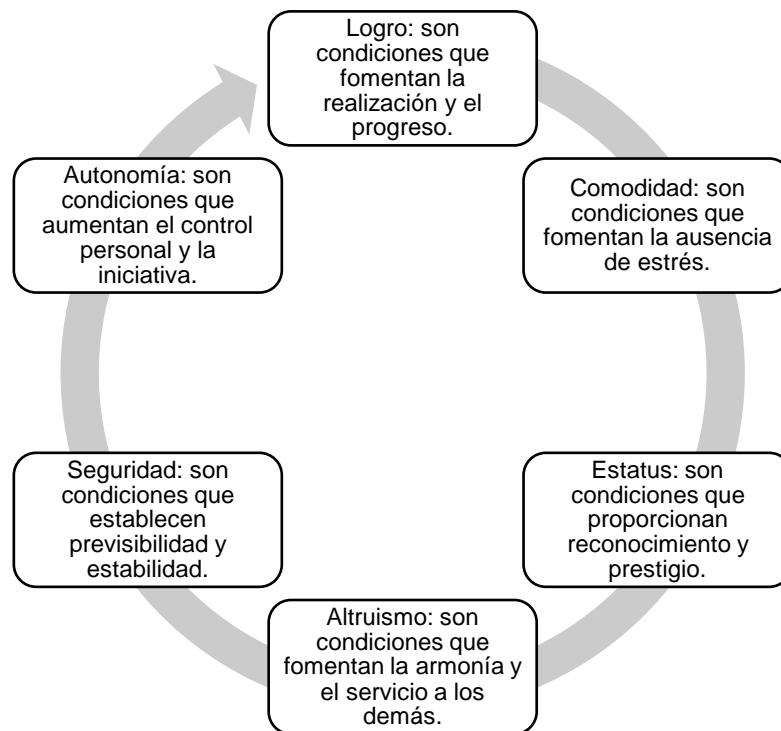 Logro: son
condiciones que
fomentan la
realización y el
progreso.
Comodidad: son
condiciones que
fomentan la ausencia
de estrés.
Estatus: son
condiciones que
proporcionan
reconocimiento y
prestigio.
Altruismo: son
condiciones que
fomentan la armonía y
el servicio a los
demás.
Seguridad: son
condiciones que
establecen
previsibilidad y
estabilidad.
Autonomía: son
condiciones que
aumentan el control
personal y la
iniciativa.